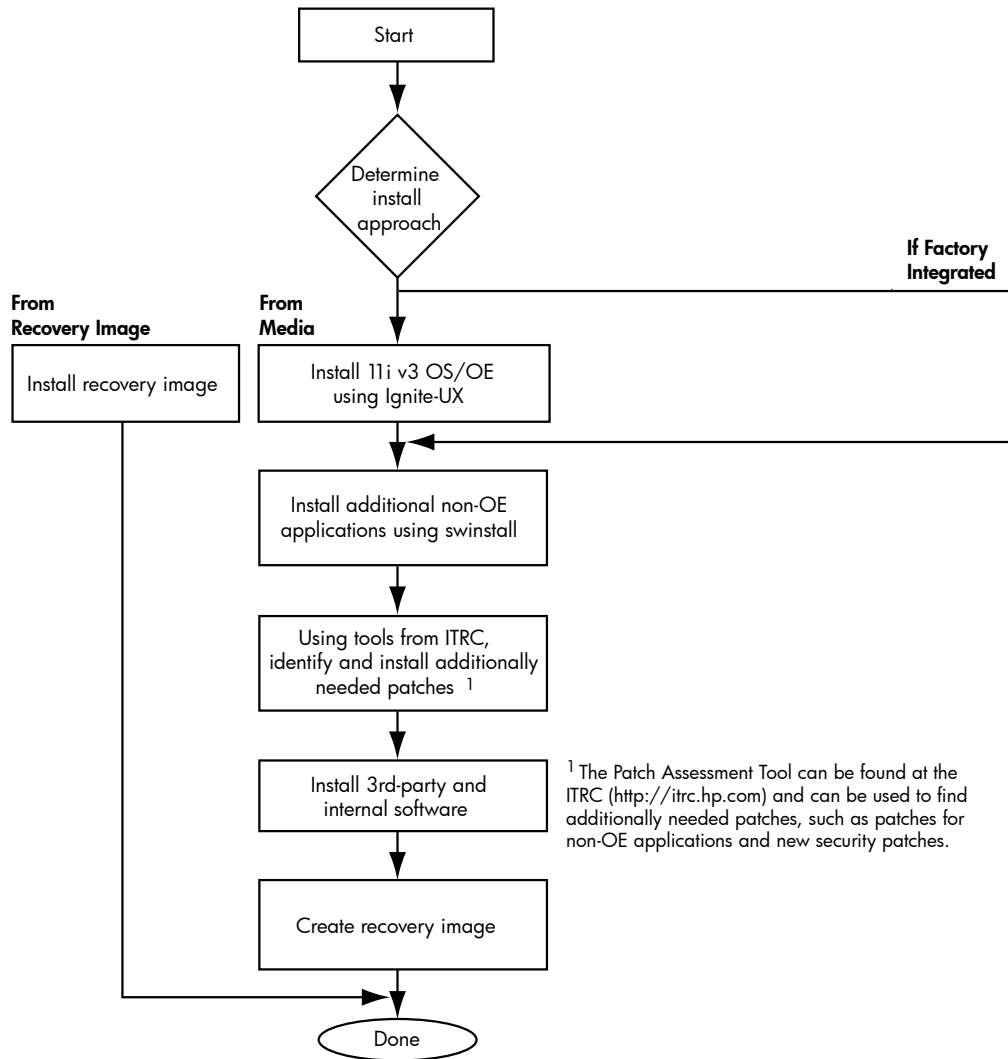 Start
Determine
install
approach
If Factory
Integrated
From
Recovery Image
From
Media
Install recovery image
Install 11i v3 OS/OE
using Ignite-UX
Install additional non-OE
applications using swinstall
Using tools from ITRC,
identify and install additionally
needed patches 1
Install 3rd-party and
internal software
1 The Patch Assessment Tool can be found at the
ITRC (http://itrc.hp.com) and can be used to find
additionally needed patches, such as patches for
non-OE applications and new security patches.
Create recovery image
Done